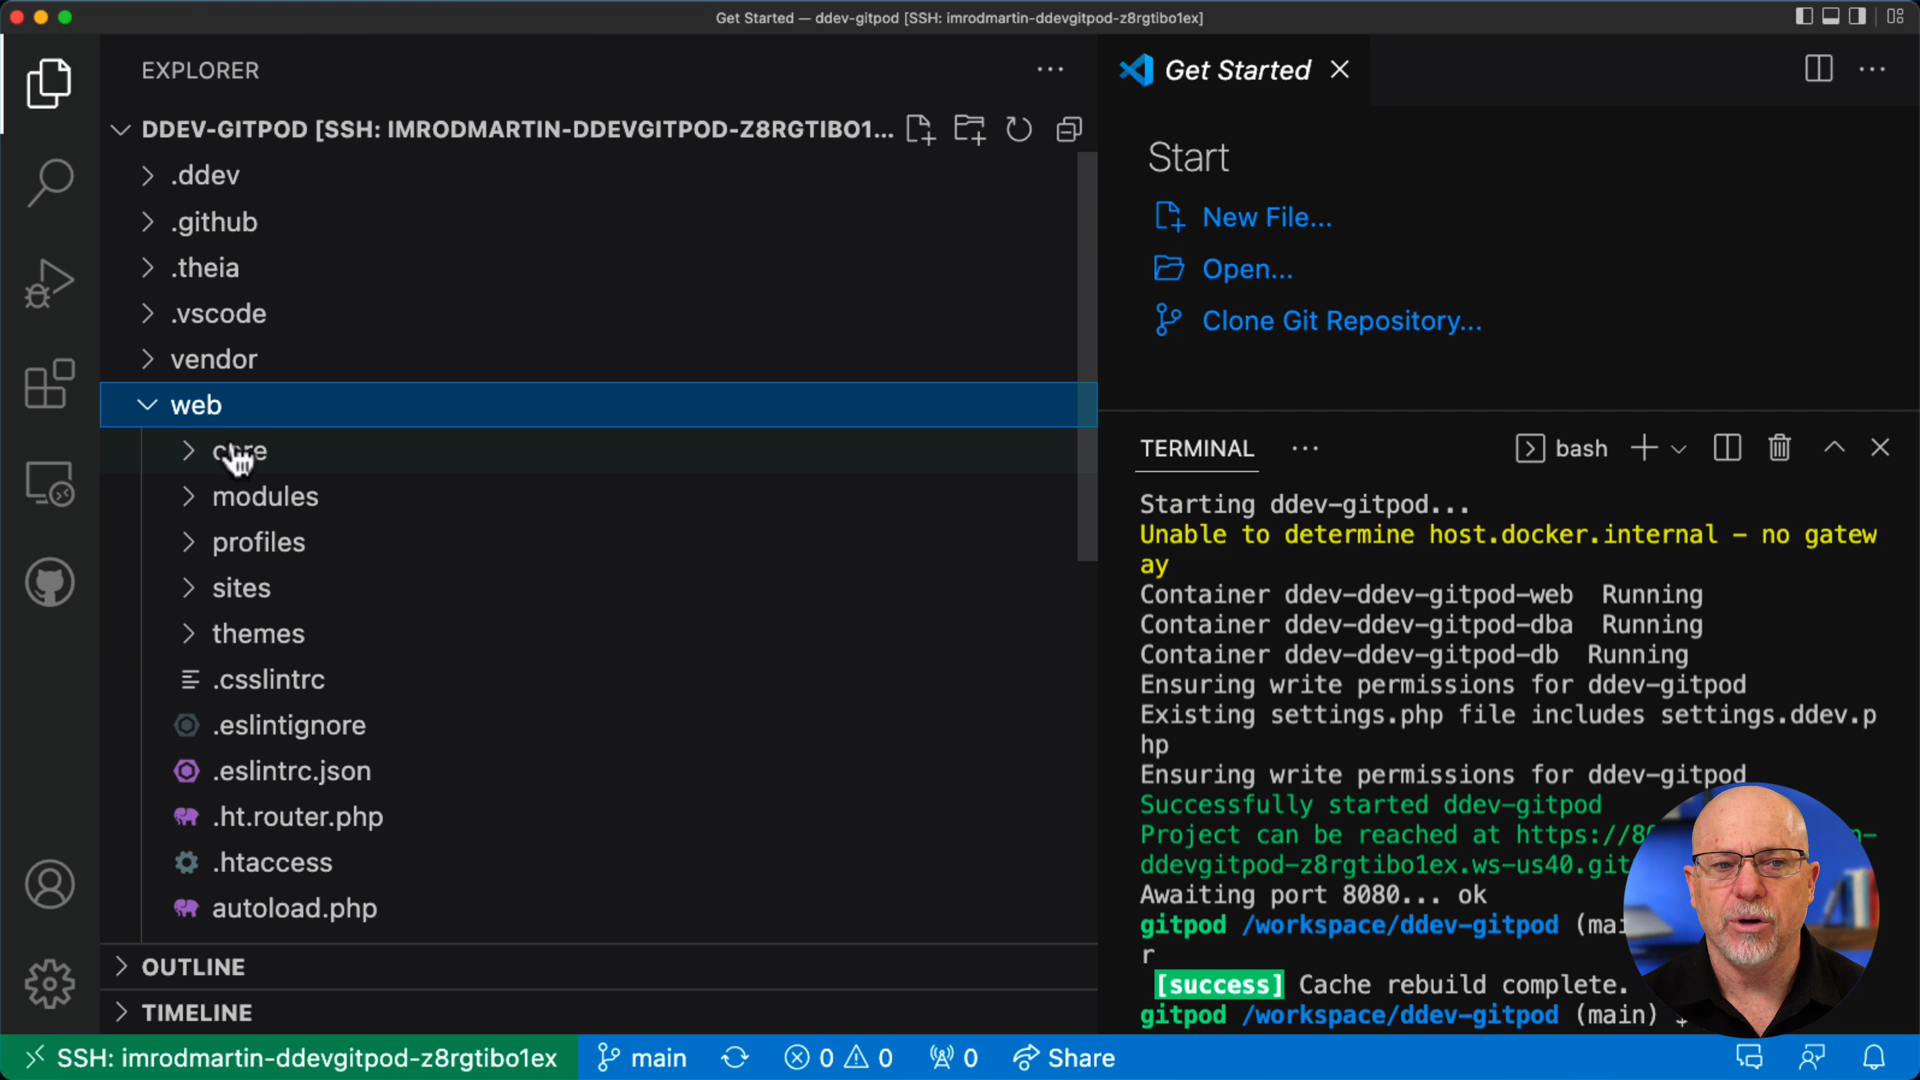 Get Started — ddev-gitpod [SSH: imrodmartin-ddevgitpod-z8rgtibo1ex]
EXPLORER
DDEV-GITPOD [SSH: IMRODMARTIN-DDEVGITPOD-Z8RGTIBO1...
.ddev
.github
.theia
.vscode
vendor
web
core
modules
profiles
sites
themes
.csslintrc
.eslintignore
.eslintrc.json
.ht.router.php
.htaccess
autoload.php
OUTLINE
TIMELINE
Get Started
Start
New File...
Open...
Clone Git Repository...
TERMINAL
bash
Starting ddev-gitpod...
Unable to determine host.docker.internal – no gatew
ay
Container ddev-ddev-gitpod-web Running
Container ddev-ddev-gitpod-dba Running
Container ddev-ddev-gitpod-db Running
Ensuring write permissions for ddev-gitpod
Existing settings.php file includes settings.ddev.p
hp
Ensuring write permissions for ddev-gitpod
Successfully started ddev-gitpod
Project can be reached at https://80
ddevgitpod-z8rgtibo1ex.ws-us40.git
Awaiting port 8080... ok
gitpod /workspace/ddev-gitpod (mai
r
[success] Cache rebuild complete.
gitpod /workspace/ddev-gitpod (main) $
SSH: imrodmartin-ddevgitpod-z8rgtibo1ex
main
0
0
0
Share